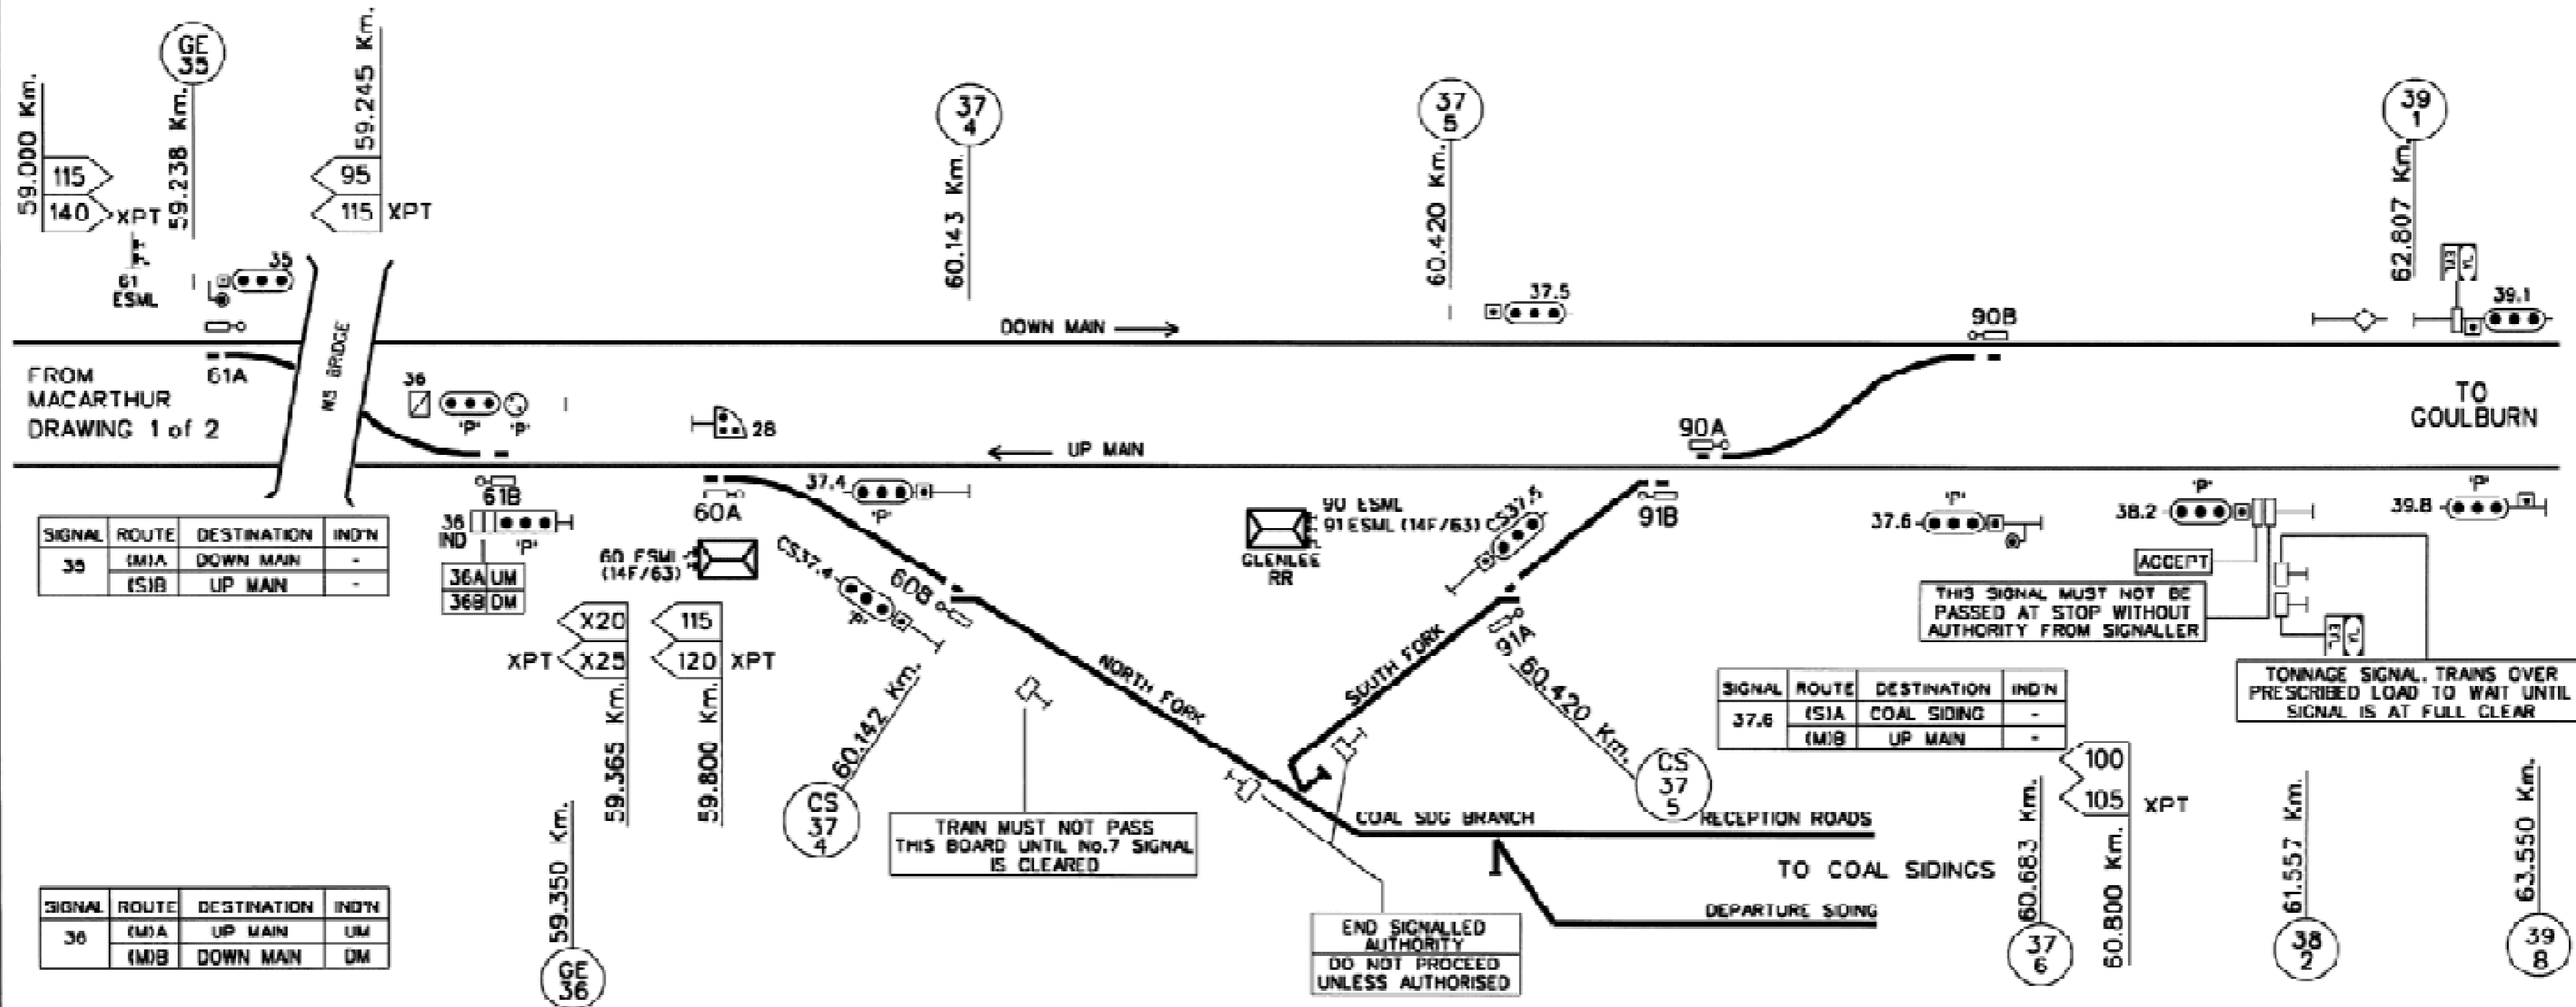 59.000 Km.
115
140 XPT
GE
35
59.238 Km.
59.245 Km.
95
115 XPT
37
4
60.143 Km.
37
5
60.420 Km.
39
1
62.807 Km.
61
ESML
35
37.5
39.1
DOWN MAIN
90B
FROM
MACARTHUR
DRAWING 1 of 2
61A
M5 BRIDGE
36
'P' 'P'
28
UP MAIN
90A
TO
GOULBURN
61B
60A
37.4
'P'
90 ESML
91 ESML (14F/63)
CS37.5
GLENLEE
RR
91B
37.6
'P'
38.2
'P'
39.8
'P'
SIGNAL ROUTE DESTINATION IND'N
35 (M)A DOWN MAIN -
(S)B UP MAIN -
36
IND
'P'
36A UM
36B DM
60 ESML
(14F/63)
CS37.4
'P'
60B
ACCEPT
THIS SIGNAL MUST NOT BE
PASSED AT STOP WITHOUT
AUTHORITY FROM SIGNALLER
TONNAGE SIGNAL. TRAINS OVER
PRESCRIBED LOAD TO WAIT UNTIL
SIGNAL IS AT FULL CLEAR
X20
XPT X25
59.365 Km.
115
120 XPT
59.800 Km.
60.142 Km.
CS
37
4
NORTH FORK
SOUTH FORK
91A
60.420 Km.
CS
37
5
SIGNAL ROUTE DESTINATION IND'N
37.6 (S)A COAL SIDING -
(M)B UP MAIN -
100
105 XPT
60.800 Km.
TRAIN MUST NOT PASS
THIS BOARD UNTIL No.7 SIGNAL
IS CLEARED
COAL SDG BRANCH
RECEPTION ROADS
TO COAL SIDINGS
DEPARTURE SIDING
END SIGNALLED
AUTHORITY
DO NOT PROCEED
UNLESS AUTHORISED
SIGNAL ROUTE DESTINATION IND'N
36 (M)A UP MAIN UM
(M)B DOWN MAIN DM
59.350 Km.
GE
36
60.683 Km.
37
6
61.557 Km.
38
2
63.550 Km.
39
8